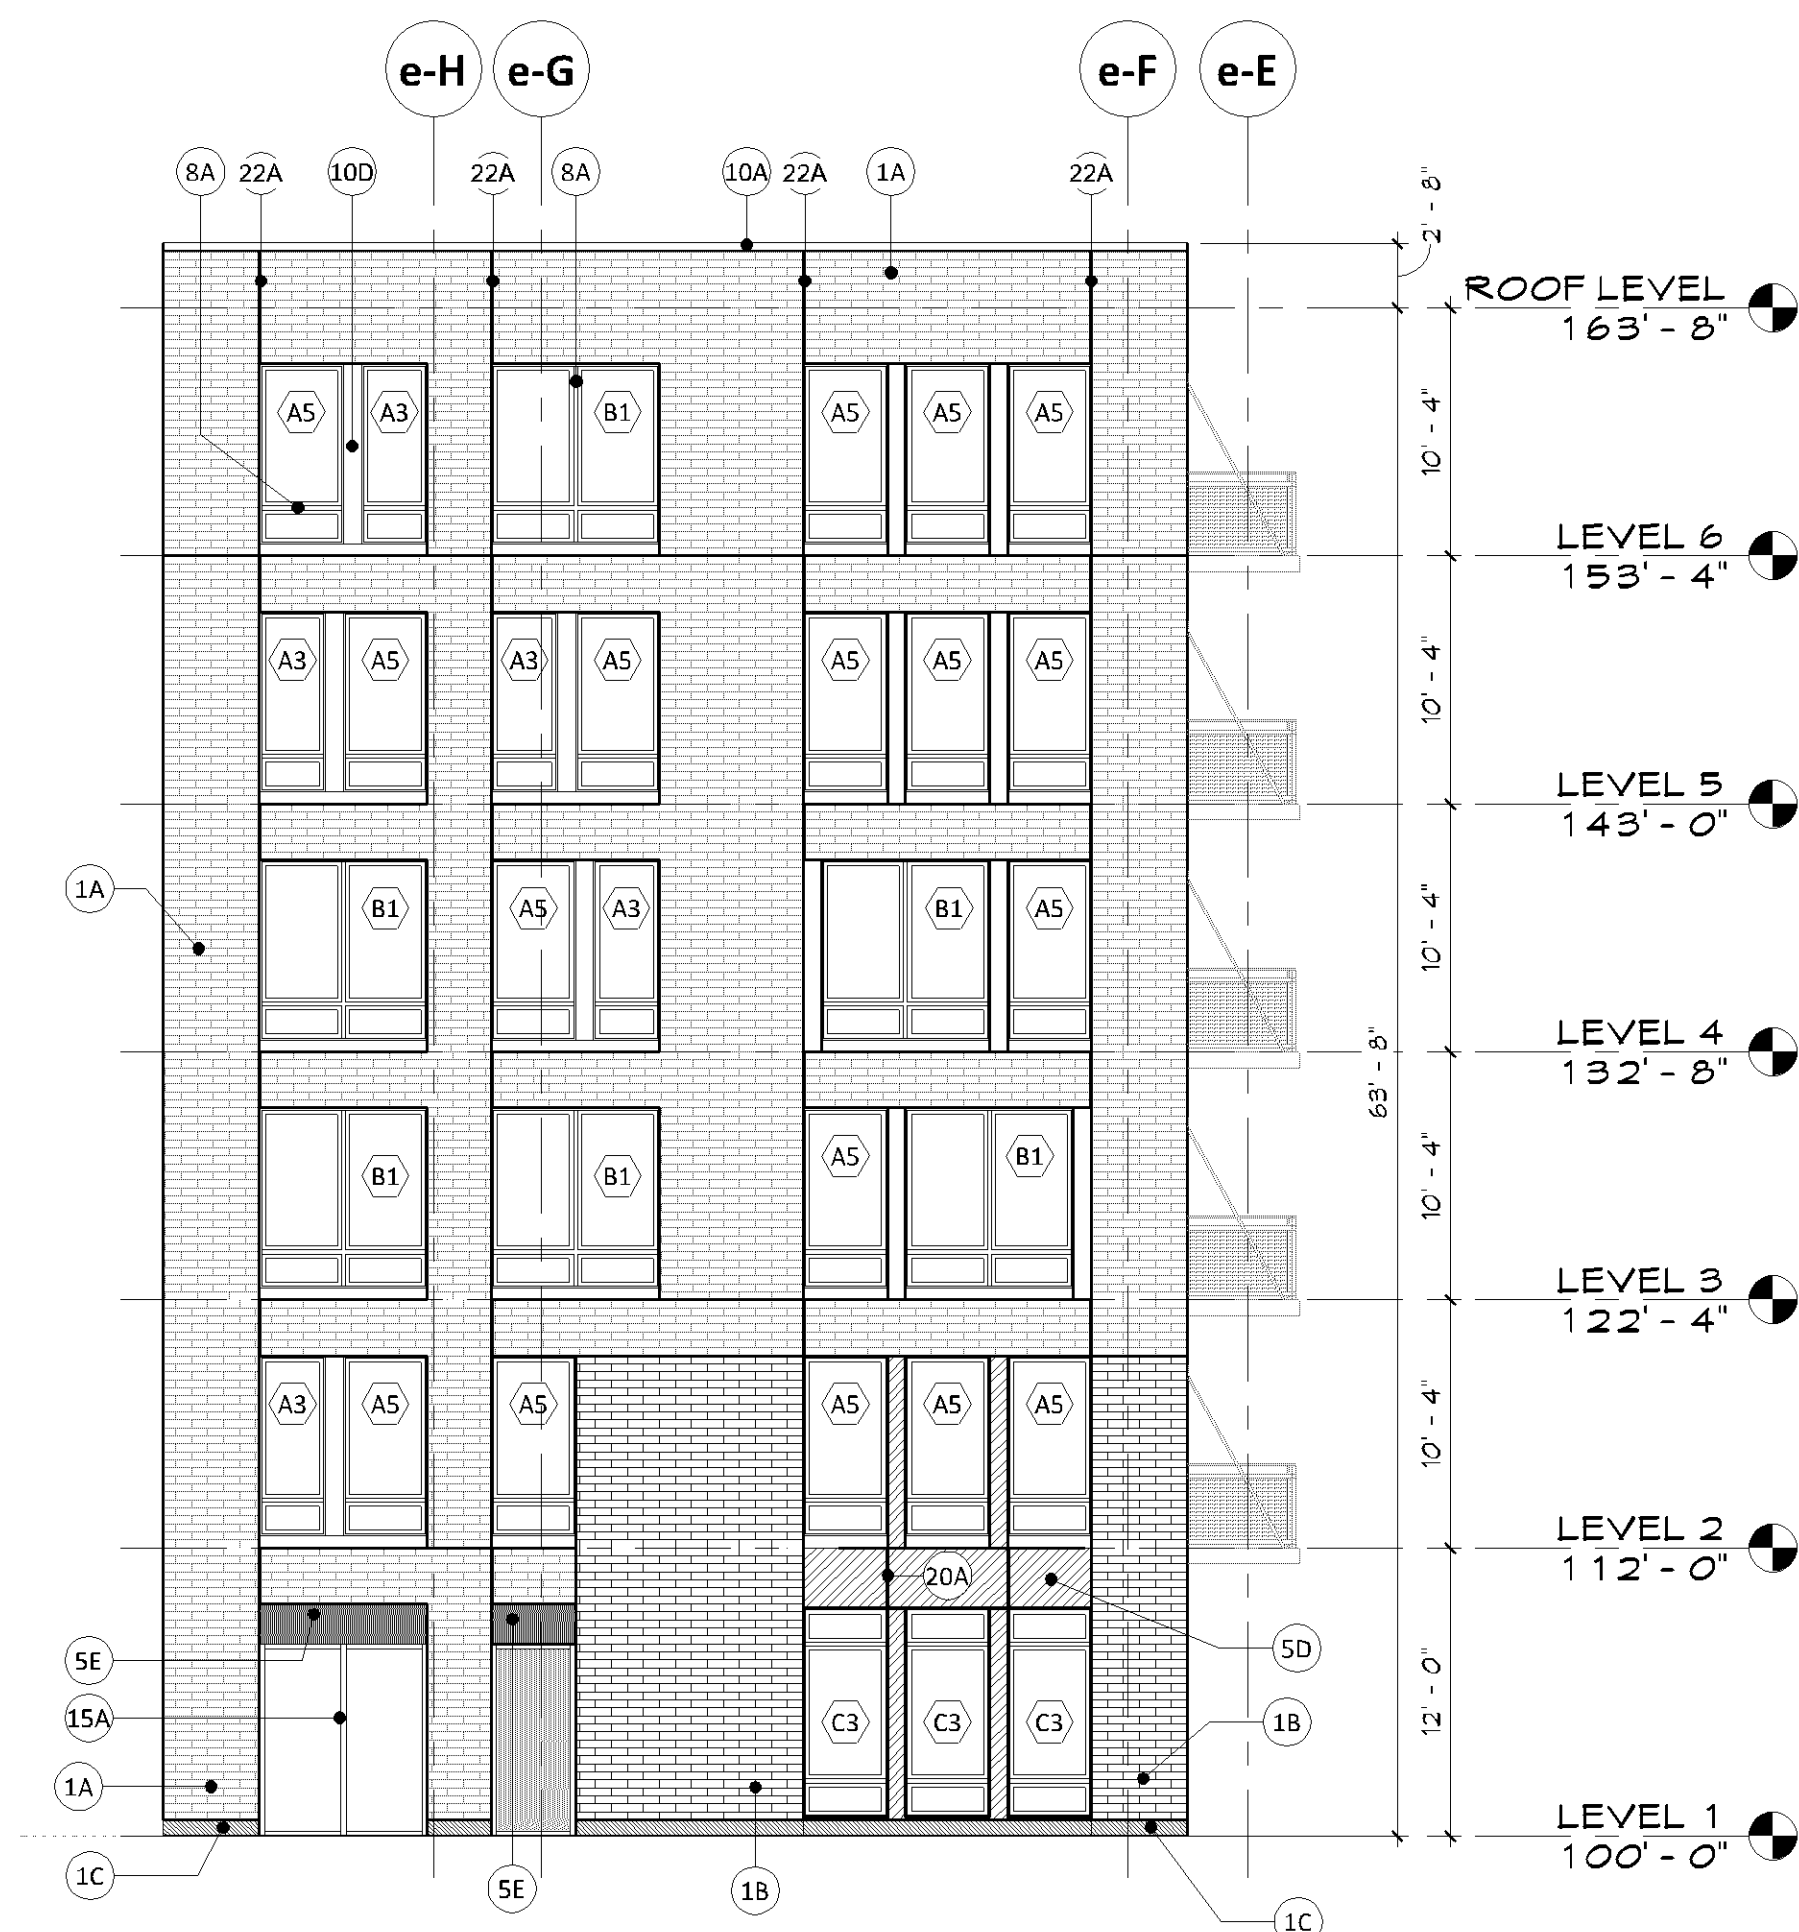 e-H e-G e-F e-E
8A 22A 10D 22A 8A 10A 22A 1A 22A
2' - 8"
ROOF LEVEL
163' - 8"
A5 A3 B1 A5 A5 A5
10' - 4"
LEVEL 6
153' - 4"
A3 A5 A3 A5 A5 A5 A5
10' - 4"
LEVEL 5
143' - 0"
1A
B1 A5 A3 B1 A5
10' - 4"
LEVEL 4
132' - 8"
63' - 8"
B1 B1 A5 B1
10' - 4"
LEVEL 3
122' - 4"
A3 A5 A5 A5 A5 A5
10' - 4"
LEVEL 2
112' - 0"
20A
5E
5D
15A
C3 C3 C3
1B
12' - 0"
1A
LEVEL 1
100' - 0"
1C
5E
1B
1C